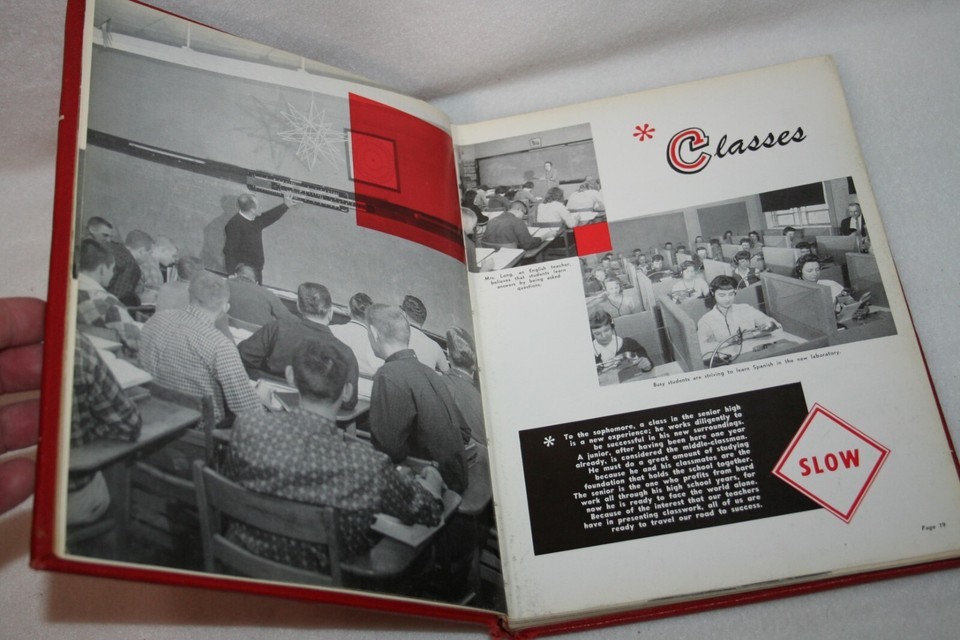 * Classes
Mrs. Long, an English teacher,
believes that students learn
answers by being asked
questions.
Busy students are striving to learn Spanish in the new laboratory.
* To the sophomore, a class in the senior high
is a new experience; he works diligently to
be successful in his new surroundings.
A junior, after having been here one year
already, is considered the middle-classman.
He must do a great amount of studying
because he and his classmates are the
foundation that holds the school together.
The senior is the one who profits from hard
work all through his high school years, for
now he is ready to face the world alone.
Because of the interest that our teachers
have in presenting classwork, all of us are
ready to travel our road to success.
SLOW
Page 19